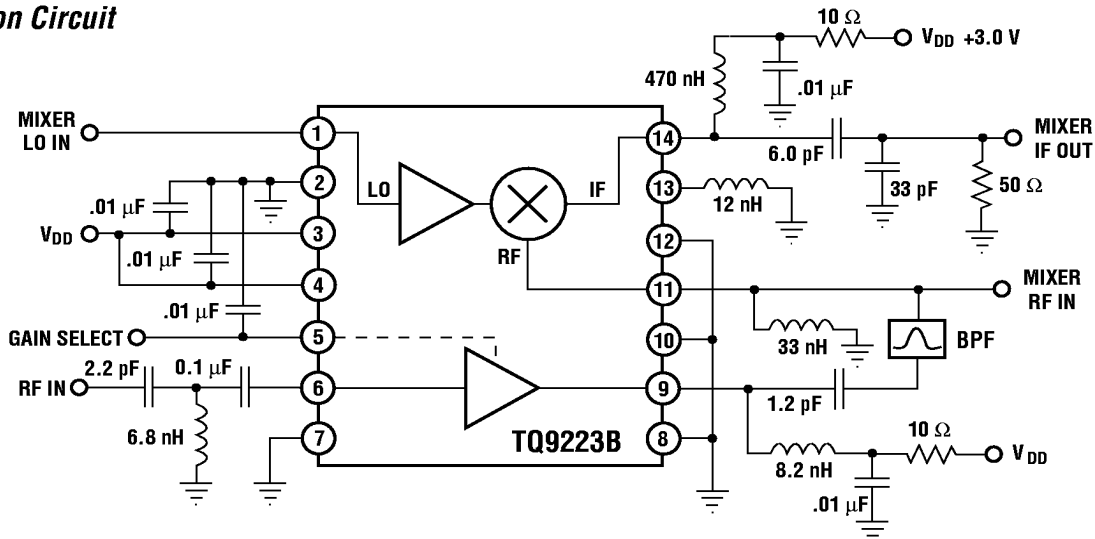 on Circuit
10 Ω
V_DD +3.0 V
470 nH
.01 μF
MIXER
LO IN
1
14
6.0 pF
MIXER
IF OUT
33 pF
50 Ω
2
LO
IF
13
12 nH
.01 μF
V_DD
3
RF
12
.01 μF
4
11
MIXER
RF IN
.01 μF
GAIN SELECT
5
10
33 nH
BPF
2.2 pF
0.1 μF
RF IN
6
9
1.2 pF
6.8 nH
7
TQ9223B
8
10 Ω
8.2 nH
V_DD
.01 μF